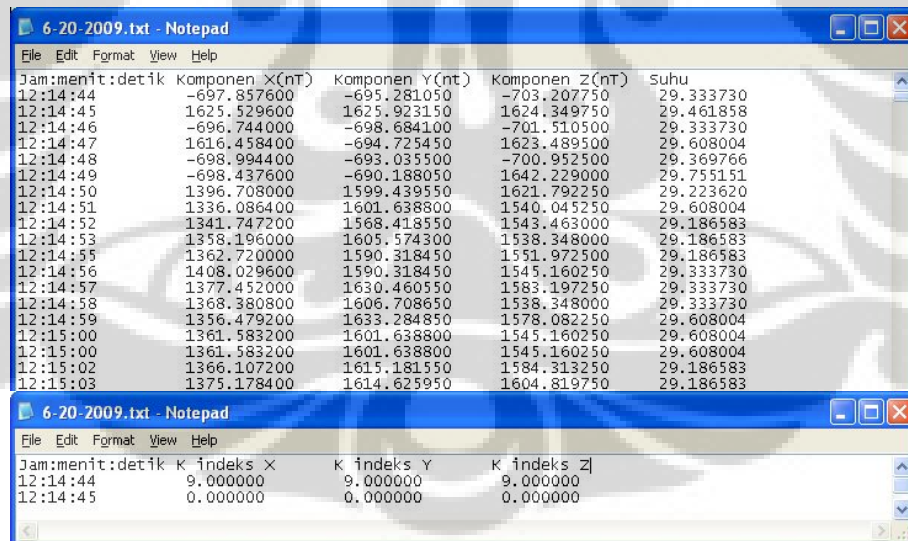 6-20-2009.txt - Notepad
File Edit Format View Help
Jam:menit:detik Komponen X(nT) Komponen Y(nt) Komponen Z(nT) Suhu
12:14:44 -697.857600 -695.281050 -703.207750 29.333730
12:14:45 1625.529600 1625.923150 1624.349750 29.461858
12:14:46 -696.744000 -698.684100 -701.510500 29.333730
12:14:47 1616.458400 -694.725450 1623.489500 29.608004
12:14:48 -698.994400 -693.035500 -700.952500 29.369766
12:14:49 -698.437600 -690.188050 1642.229000 29.755151
12:14:50 1396.708000 1599.439550 1621.792250 29.223620
12:14:51 1336.086400 1601.638800 1540.045250 29.608004
12:14:52 1341.747200 1568.418550 1543.463000 29.186583
12:14:53 1358.196000 1605.574300 1538.348000 29.186583
12:14:55 1362.720000 1590.318450 1551.972500 29.186583
12:14:56 1408.029600 1590.318450 1545.160250 29.333730
12:14:57 1377.452000 1630.460550 1583.197250 29.333730
12:14:58 1368.380800 1606.708650 1538.348000 29.333730
12:14:59 1356.479200 1633.284850 1578.082250 29.608004
12:15:00 1361.583200 1601.638800 1545.160250 29.608004
12:15:00 1361.583200 1601.638800 1545.160250 29.608004
12:15:02 1366.107200 1615.181550 1584.313250 29.186583
12:15:03 1375.178400 1614.625950 1604.819750 29.186583
6-20-2009.txt - Notepad
File Edit Format View Help
Jam:menit:detik K indeks X K indeks Y K indeks Z
12:14:44 9.000000 9.000000 9.000000
12:14:45 0.000000 0.000000 0.000000